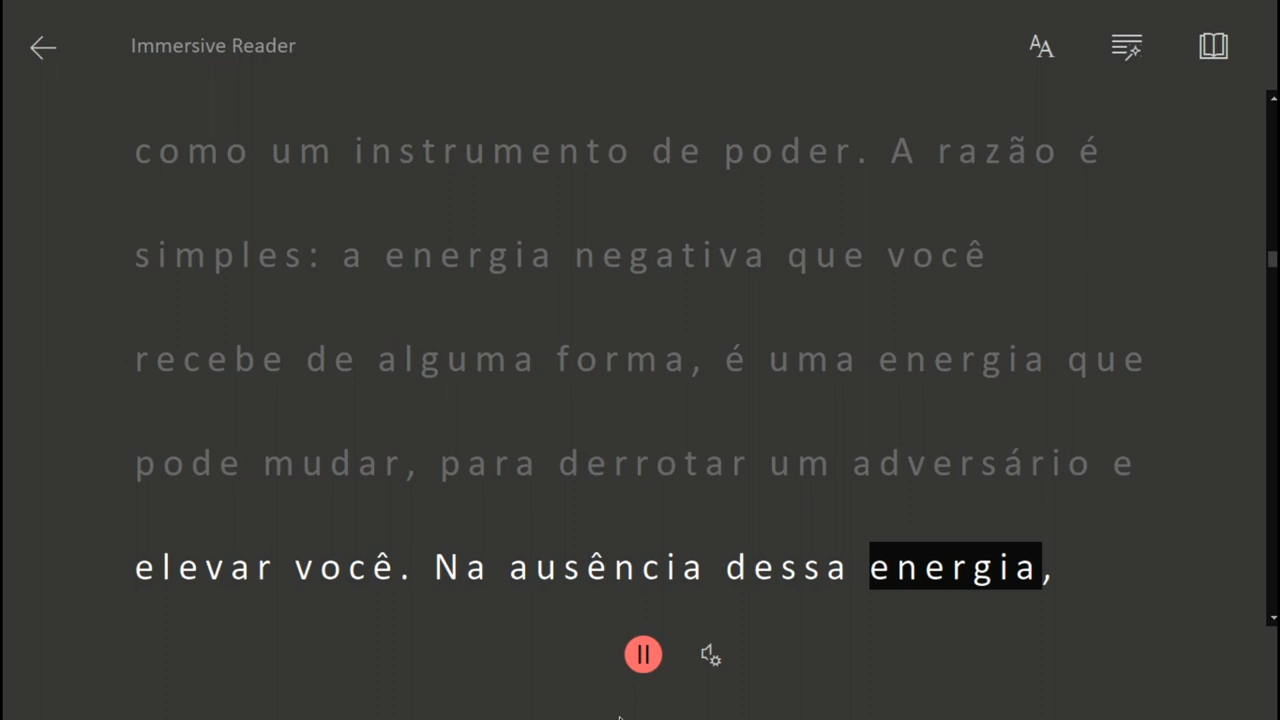 Immersive Reader
como um instrumento de poder. A razão é
simples: a energia negativa que você
recebe de alguma forma, é uma energia que
pode mudar, para derrotar um adversário e
elevar você. Na ausência dessa energia,